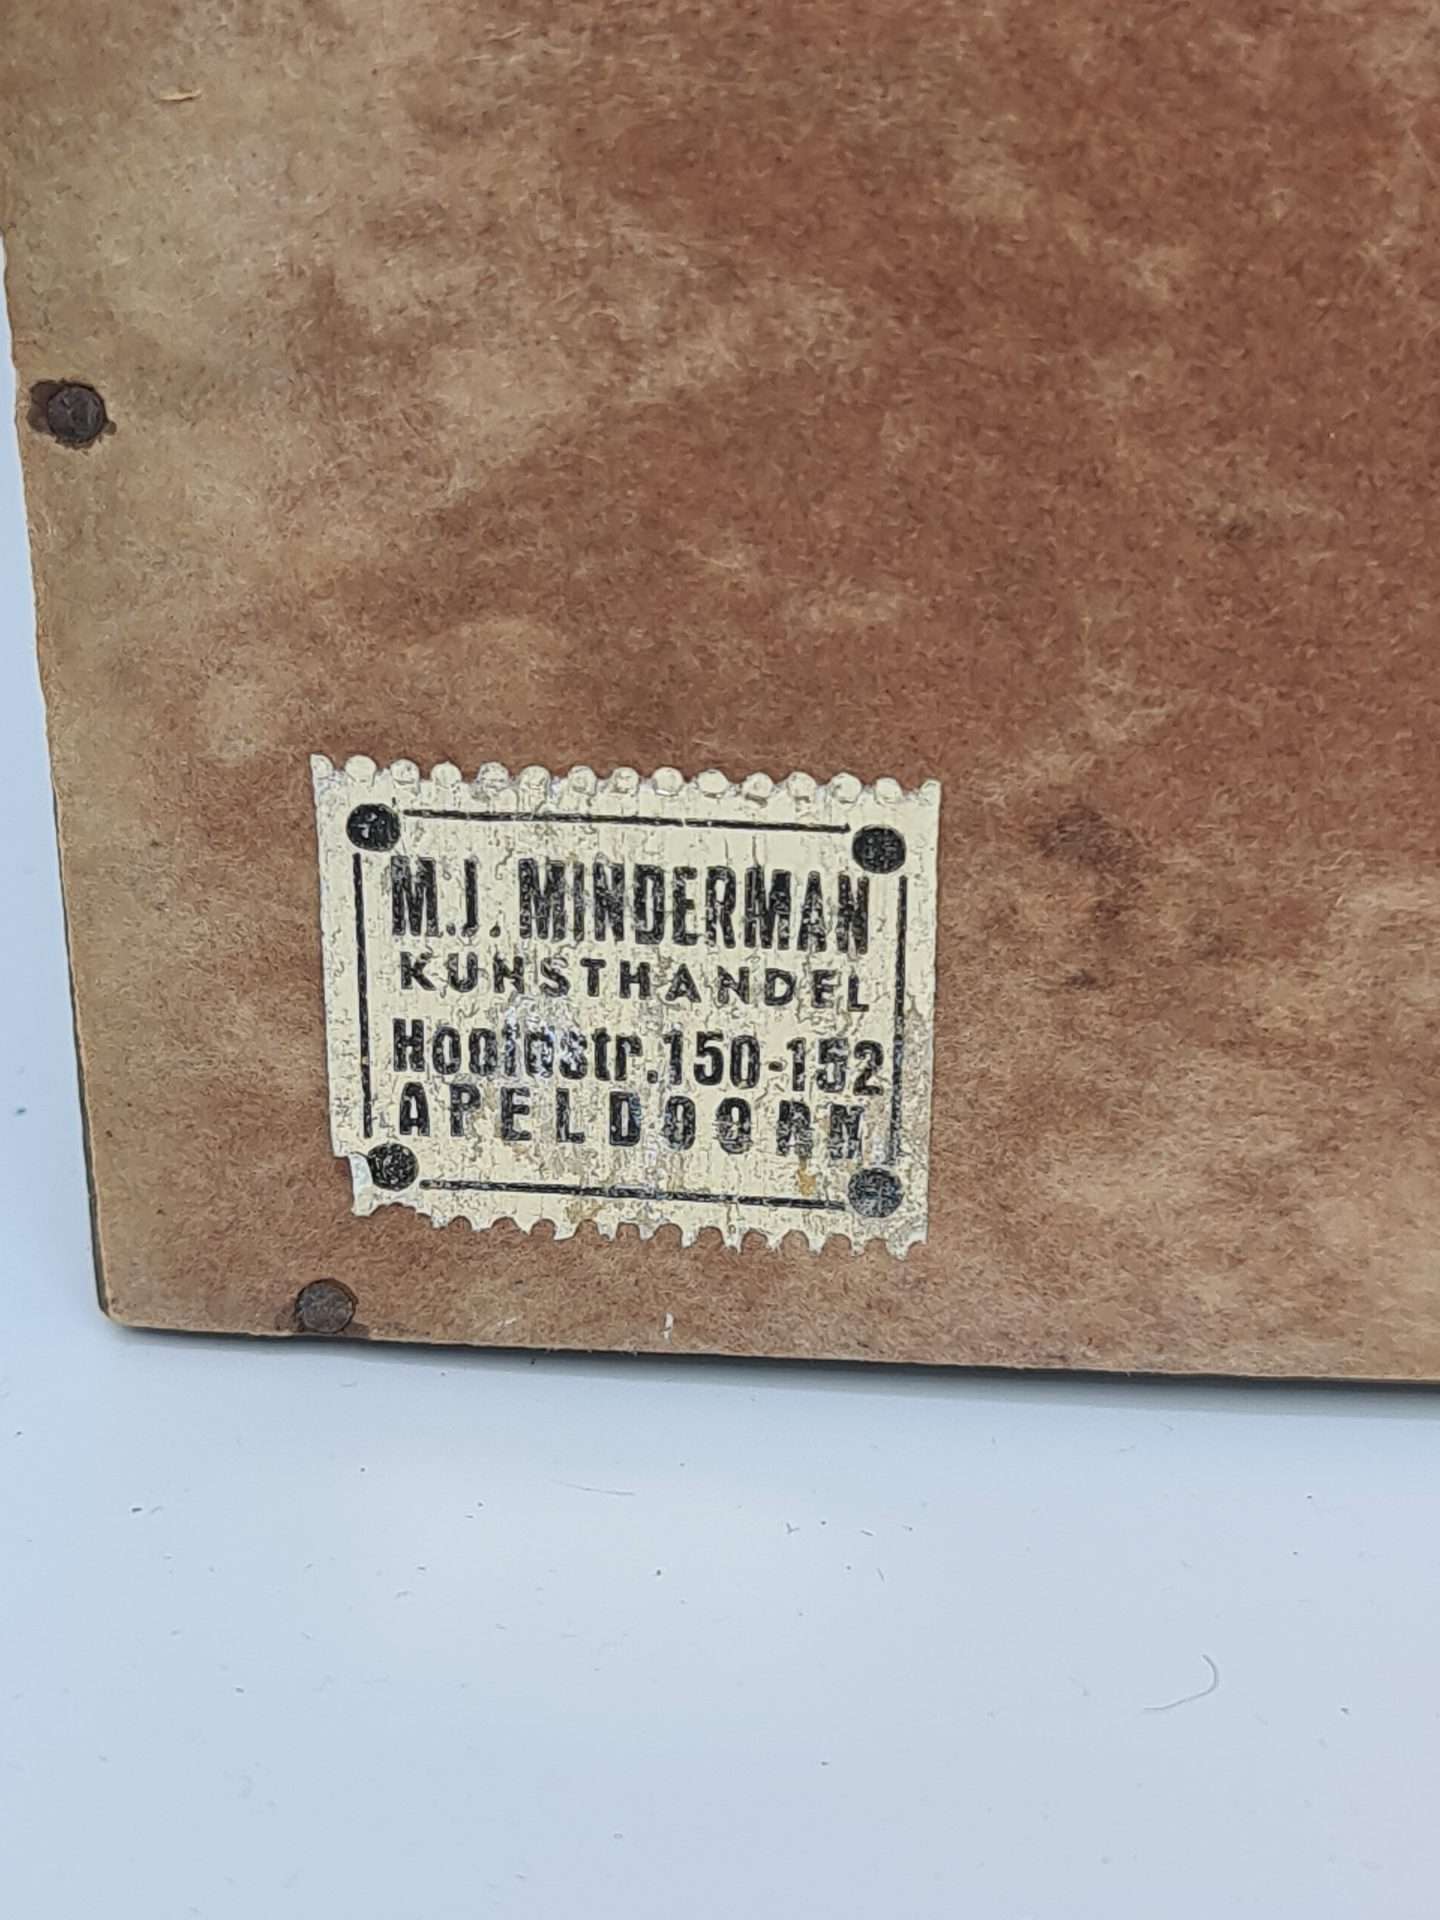 M.J. MINDERMAN
KUNSTHANDEL
Hoofdstr. 150-152
APELDOORN